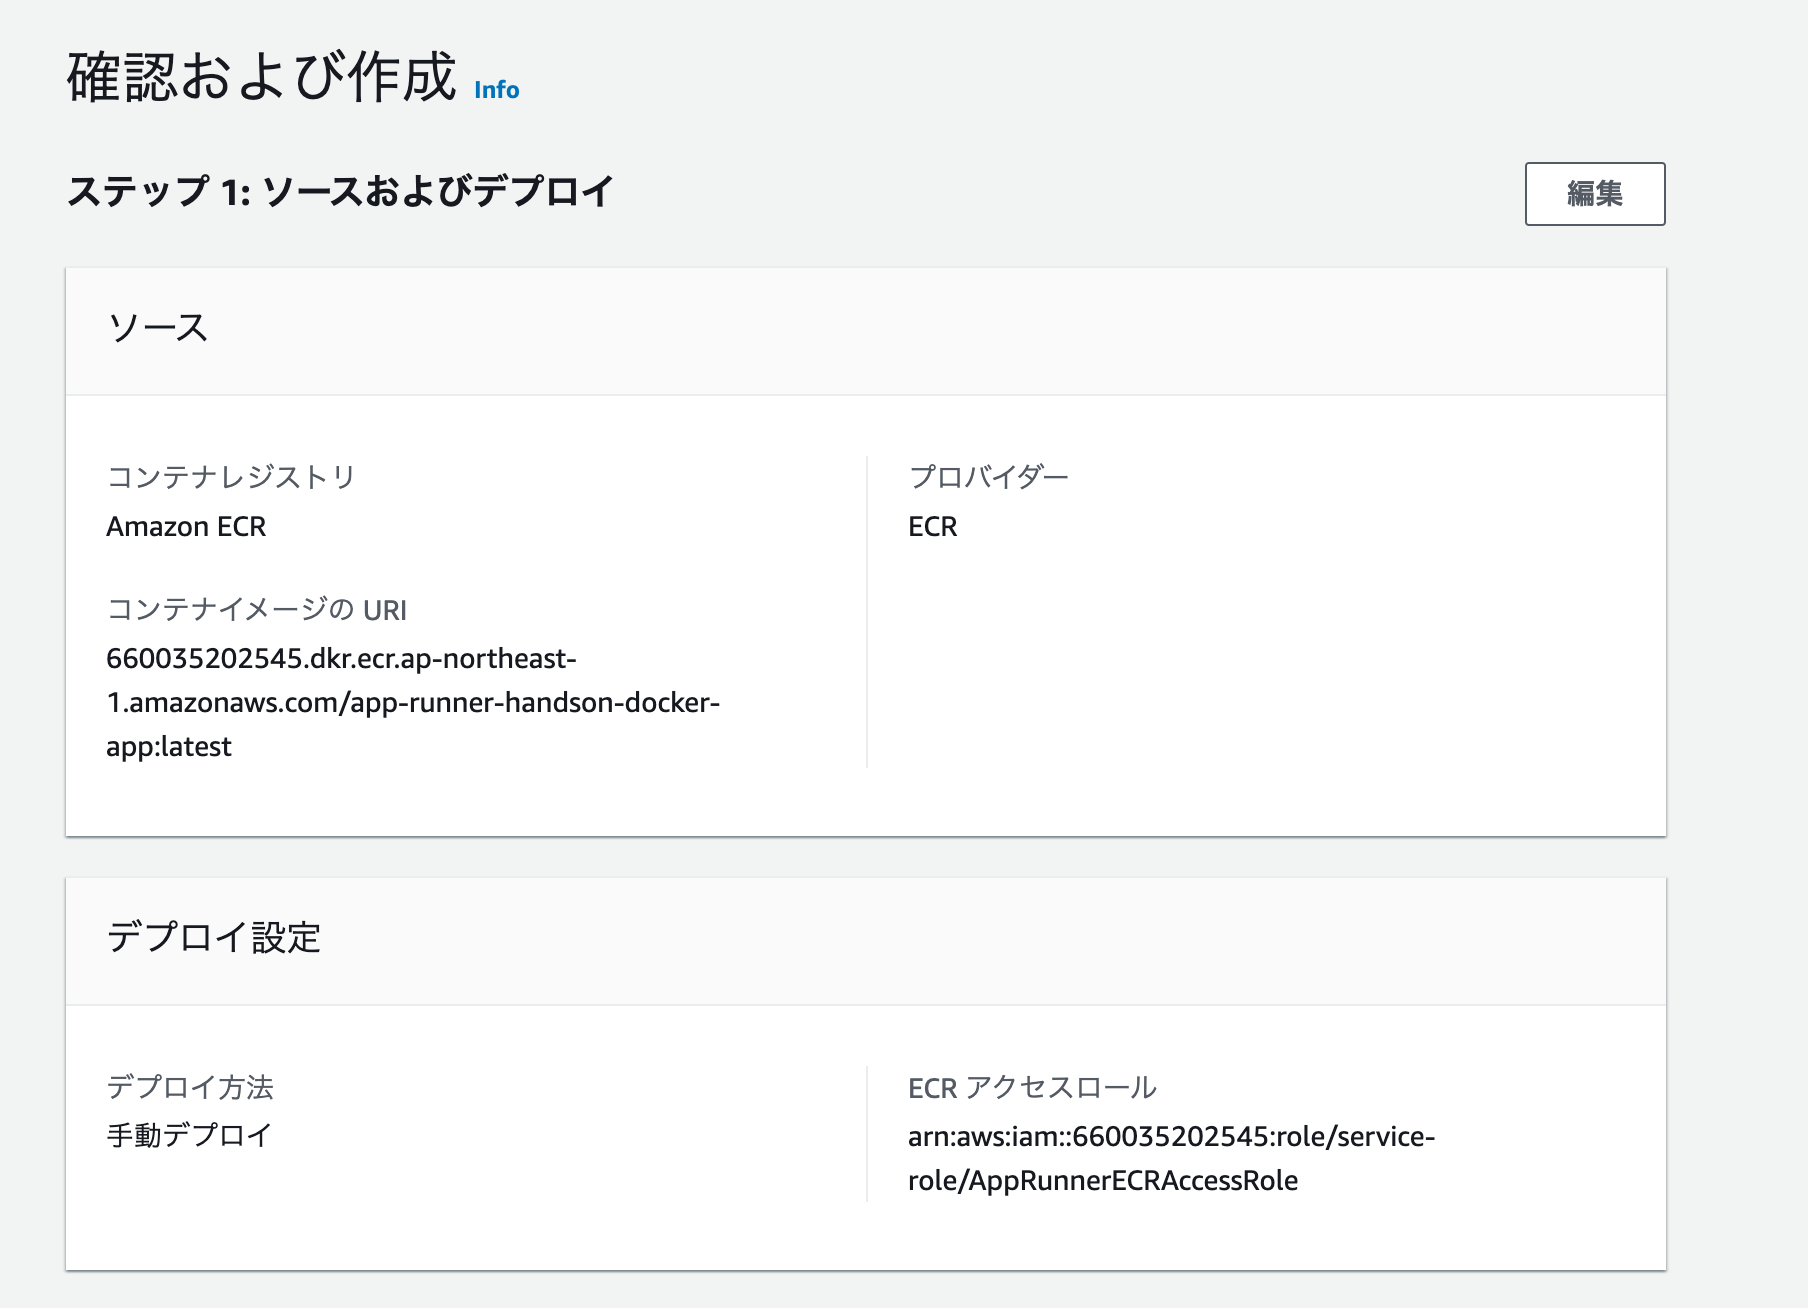 確認および作成 Info
ステップ 1: ソースおよびデプロイ
編集
ソース
コンテナレジストリ
Amazon ECR
プロバイダー
ECR
コンテナイメージの URI
660035202545.dkr.ecr.ap-northeast-
1.amazonaws.com/app-runner-handson-docker-
app:latest
デプロイ設定
デプロイ方法
手動デプロイ
ECR アクセスロール
arn:aws:iam::660035202545:role/service-
role/AppRunnerECRAccessRole